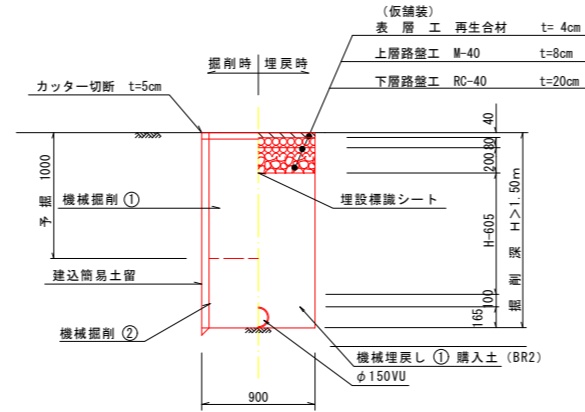 (仮舗装)
表 層 工 再生合材 t= 4cm
上層路盤工 M-40 t=8cm
下層路盤工 RC-40 t=20cm
掘削時 埋戻時
カッター切断 t=5cm
40
80
200
予 掘 1000
機械掘削 ①
埋設標識シート
H-605
掘 削 深 H>1.50m
建込簡易土留
100
165
機械掘削 ②
機械埋戻し ① 購入土 (BR2)
φ150VU
900